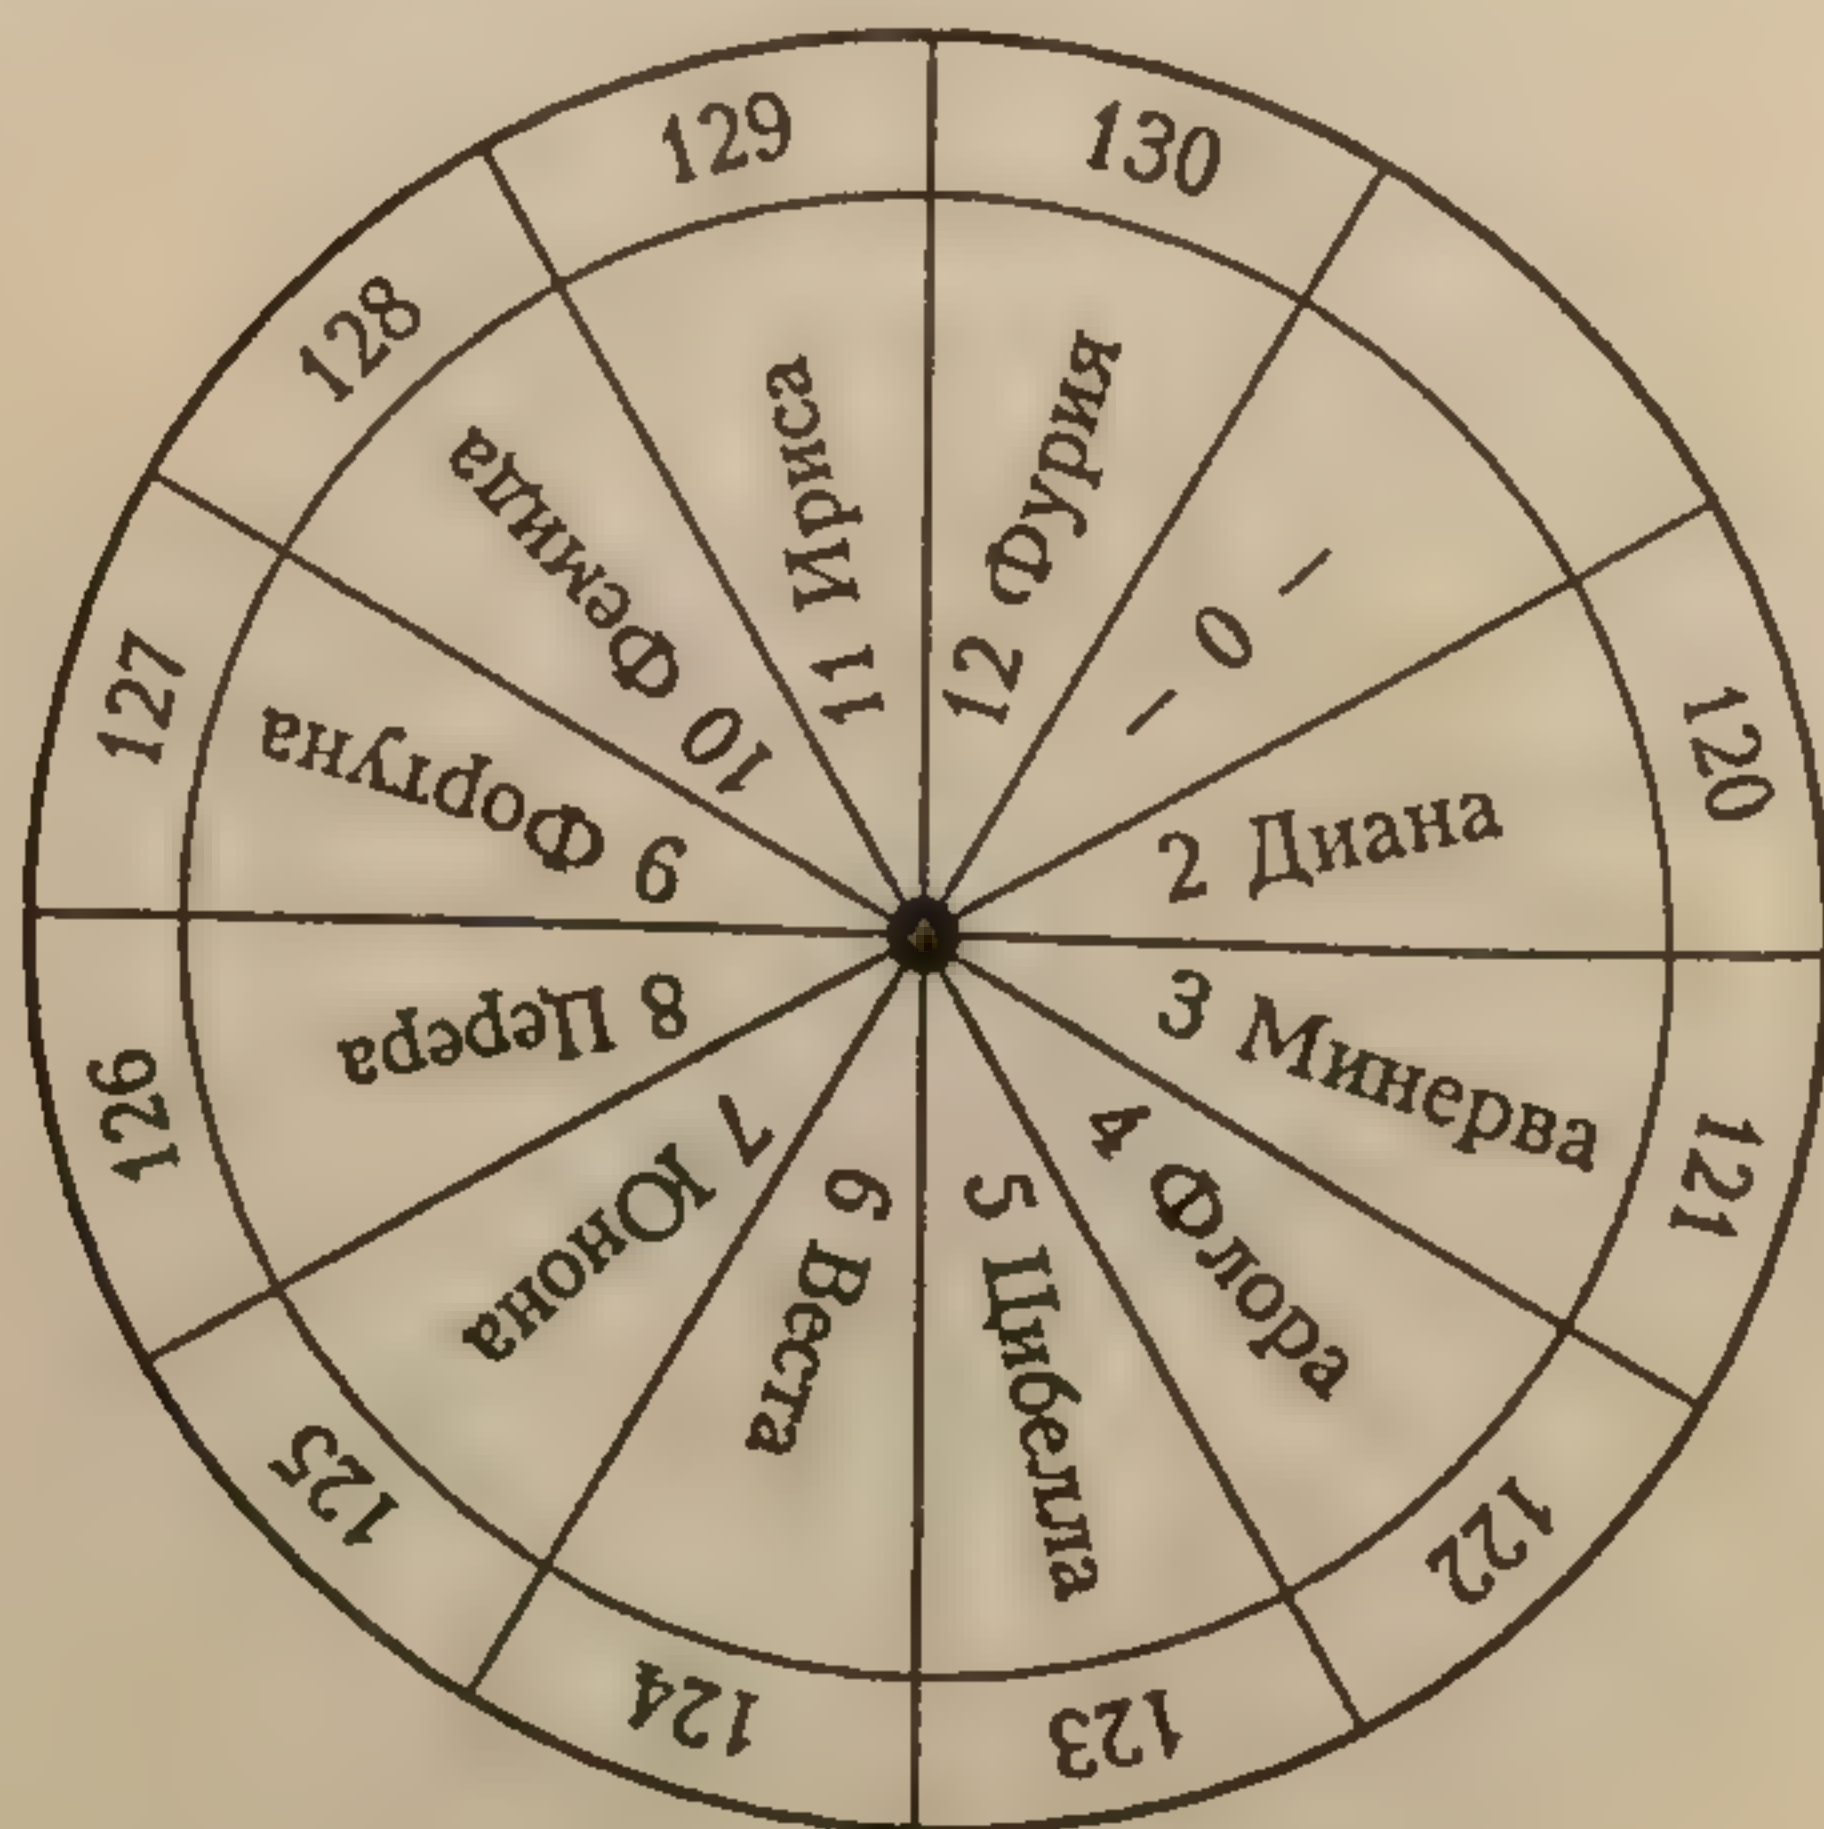 130
12 Фурия
– 0 –
120
2 Диана
121
3 Минерва
122
4 Флора
123
5 Цибелла
124
6 Веста
125
7 Юнона
126
8 Церера
127
9 Фортуна
128
10 Фемида
129
11 Ириса